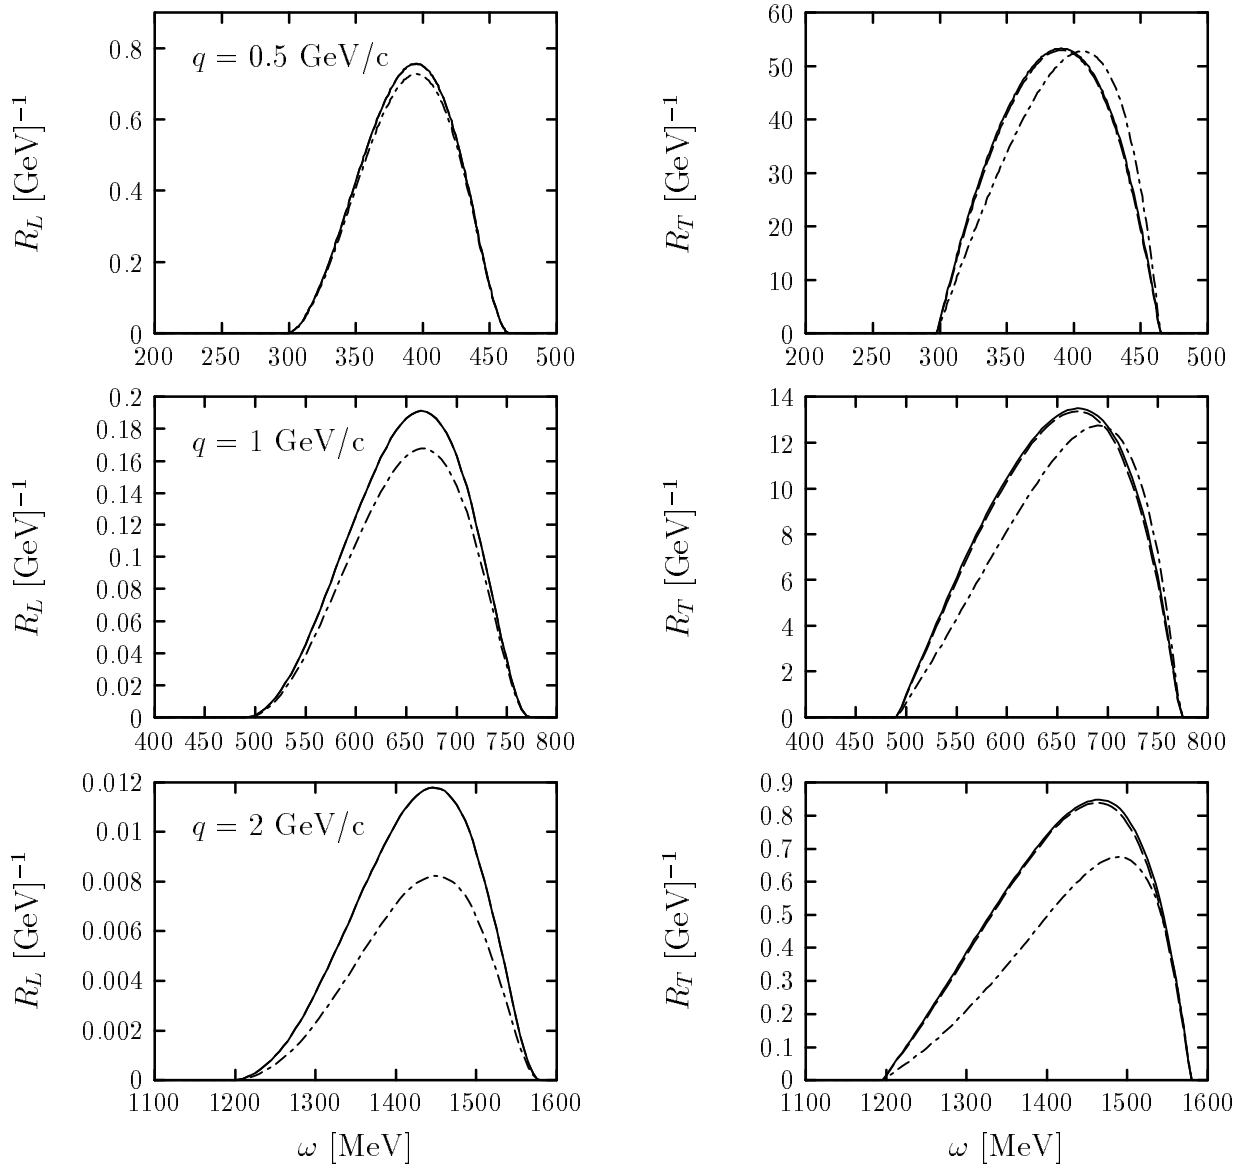 0.8
0.6
0.4
0.2
0
R_L [GeV]^{-1}
q = 0.5 GeV/c
200 250 300 350 400 450 500
60
50
40
30
20
10
0
R_T [GeV]^{-1}
200 250 300 350 400 450 500
0.2
0.18
0.16
0.14
0.12
0.1
0.08
0.06
0.04
0.02
0
R_L [GeV]^{-1}
q = 1 GeV/c
400 450 500 550 600 650 700 750 800
14
12
10
8
6
4
2
0
R_T [GeV]^{-1}
400 450 500 550 600 650 700 750 800
0.012
0.01
0.008
0.006
0.004
0.002
0
R_L [GeV]^{-1}
q = 2 GeV/c
1100 1200 1300 1400 1500 1600
ω [MeV]
0.9
0.8
0.7
0.6
0.5
0.4
0.3
0.2
0.1
0
R_T [GeV]^{-1}
1100 1200 1300 1400 1500 1600
ω [MeV]